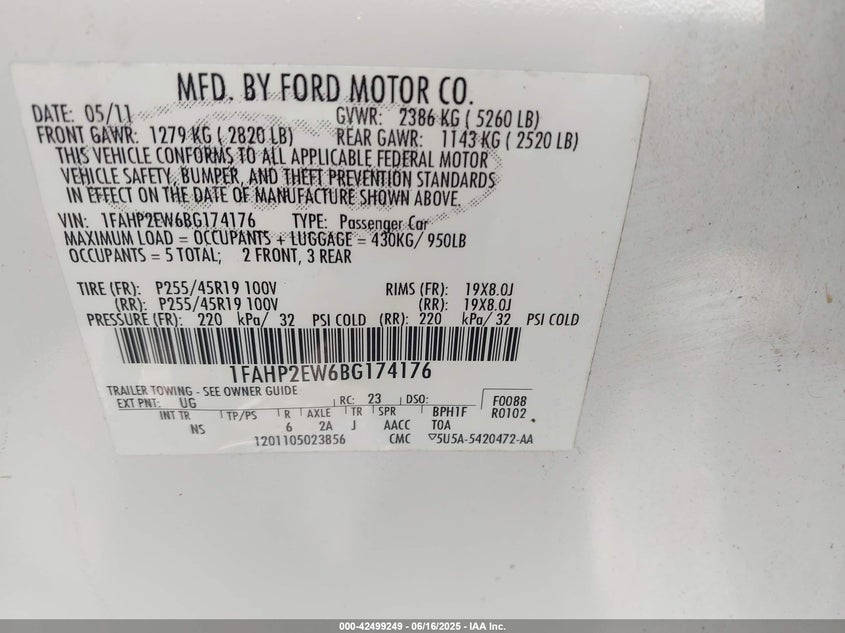 MFD. BY FORD MOTOR CO.
DATE: 05/11 GVWR: 2386 KG ( 5260 LB)
FRONT GAWR: 1279 KG ( 2820 LB) REAR GAWR: 1143 KG ( 2520 LB)
THIS VEHICLE CONFORMS TO ALL APPLICABLE FEDERAL MOTOR
VEHICLE SAFETY, BUMPER, AND THEFT PREVENTION STANDARDS
IN EFFECT ON THE DATE OF MANUFACTURE SHOWN ABOVE.
VIN: 1FAHP2EW6BG174176 TYPE: Passenger Car
MAXIMUM LOAD = OCCUPANTS + LUGGAGE = 430KG/ 950LB
OCCUPANTS = 5 TOTAL; 2 FRONT, 3 REAR
TIRE (FR): P255/45R19 100V RIMS (FR): 19X8.0J
(RR): P255/45R19 100V (RR): 19X8.0J
PRESSURE (FR): 220 kPa/ 32 PSI COLD (RR): 220 kPa/ 32 PSI COLD
1FAHP2EW6BG174176
TRAILER TOWING - SEE OWNER GUIDE
EXT PNT: UG RC: 23 DSO: F0088
INT TR TP/PS R AXLE TR SPR BPH1F R0102
NS 6 2A J AACC TOA
1201105023856 CMC ▽5U5A-5420472-AA
000-42499249 - 06/16/2025 - IAA Inc.